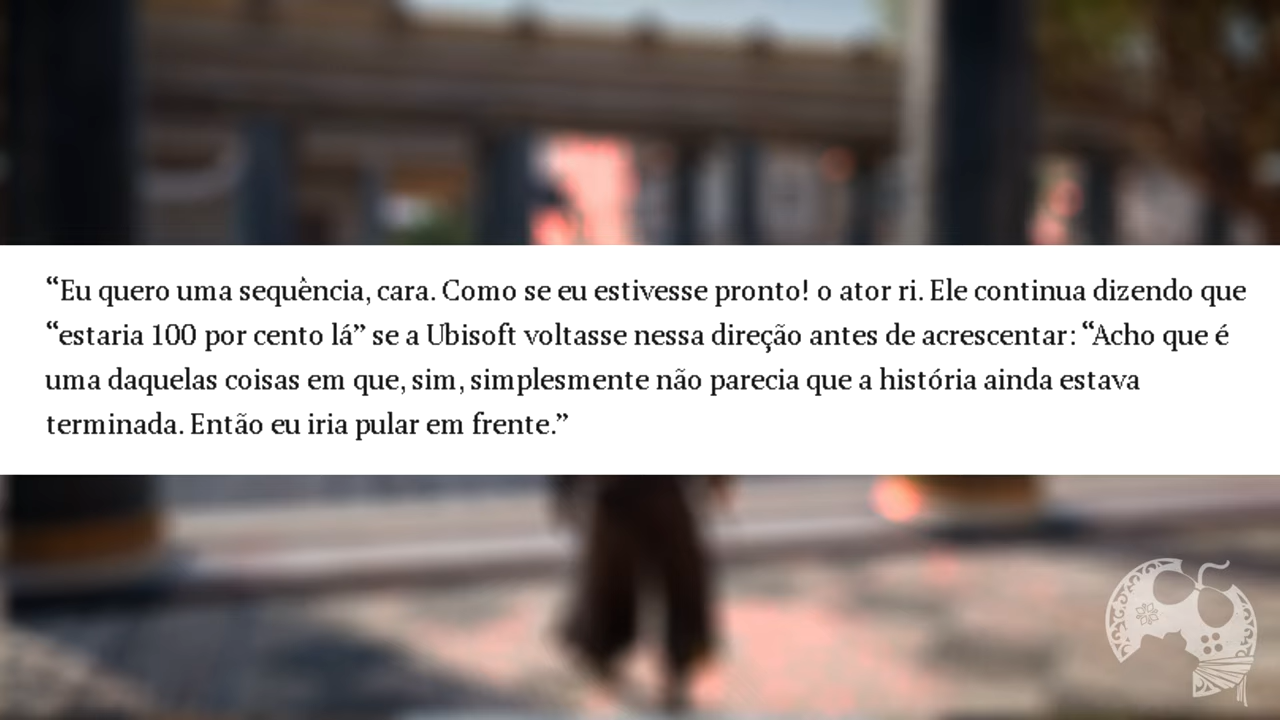 “Eu quero uma sequência, cara. Como se eu estivesse pronto! o ator ri. Ele continua dizendo que
“estaria 100 por cento lá” se a Ubisoft voltasse nessa direção antes de acrescentar: “Acho que é
uma daquelas coisas em que, sim, simplesmente não parecia que a história ainda estava
terminada. Então eu iria pular em frente.”